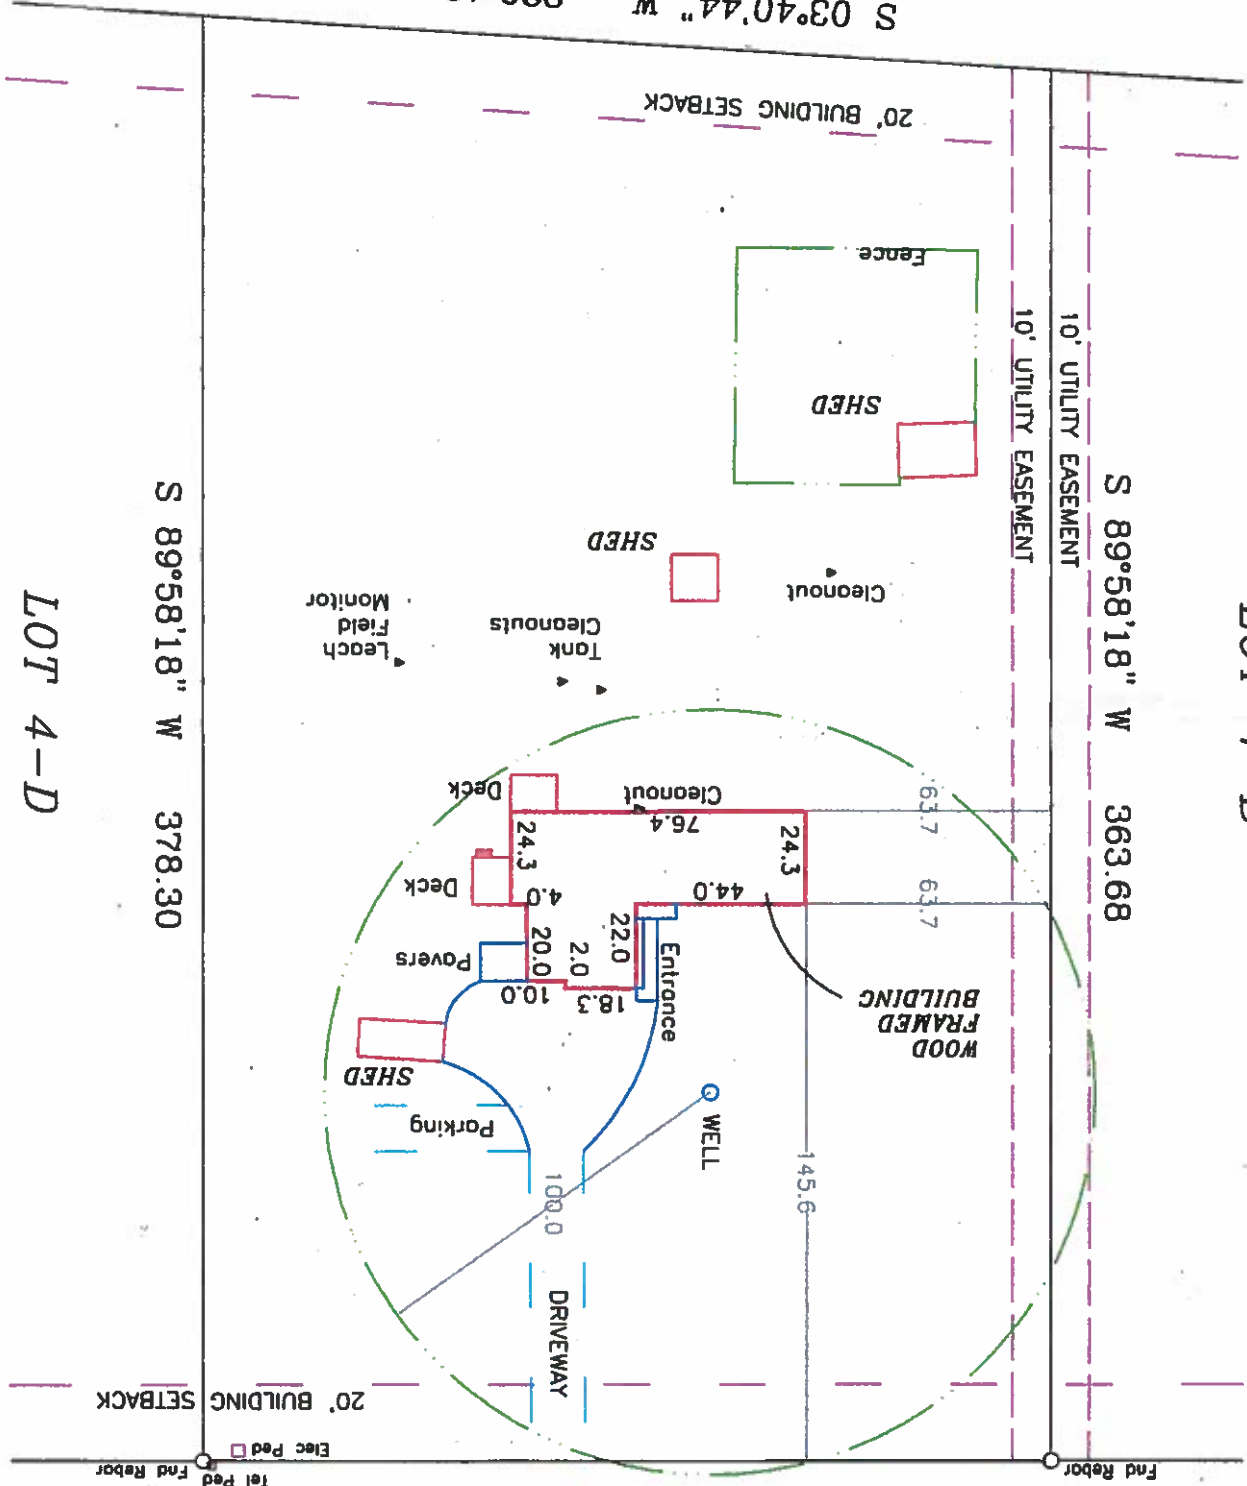 S 03°40'44" W
20' BUILDING SETBACK
Fence
10' UTILITY EASEMENT
10' UTILITY EASEMENT
SHED
S 89°58'18" W 363.68
S 89°58'18" W 378.30
LOT 4-D
SHED
Cleanout
Leach
Field
Monitor
Tank
Cleanouts
Deck
Cleanout
76.4
63.7
24.3
24.3
Deck
4.0
44.0
63.7
Pavers
20.0
2.0
22.0
Entrance
10.0
18.3
WOOD
FRAMED
BUILDING
SHED
Parking
WELL
100.0
145.6
DRIVEWAY
20' BUILDING SETBACK
Elec Ped
Tel Ped
Fnd Rebar
Fnd Rebar